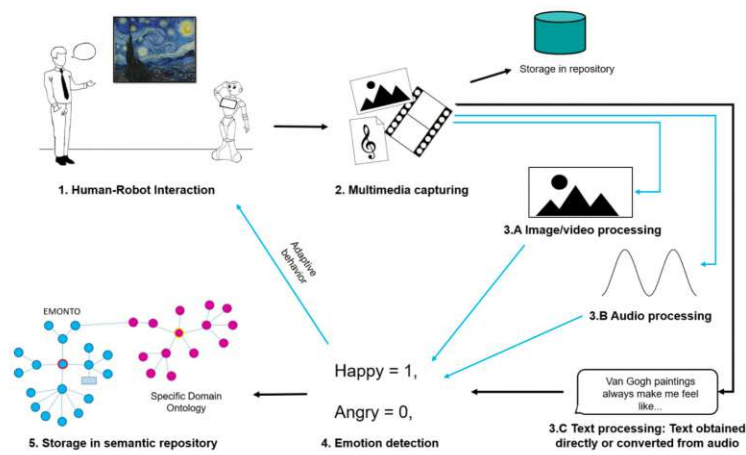 Storage in repository
1. Human-Robot Interaction
2. Multimedia capturing
3.A Image/video processing
Adaptive
behavior
3.B Audio processing
EMONTO
Specific Domain
Ontology
Happy = 1,
Angry = 0,
Van Gogh paintings
always make me feel
like...
5. Storage in semantic repository
4. Emotion detection
3.C Text processing: Text obtained
directly or converted from audio